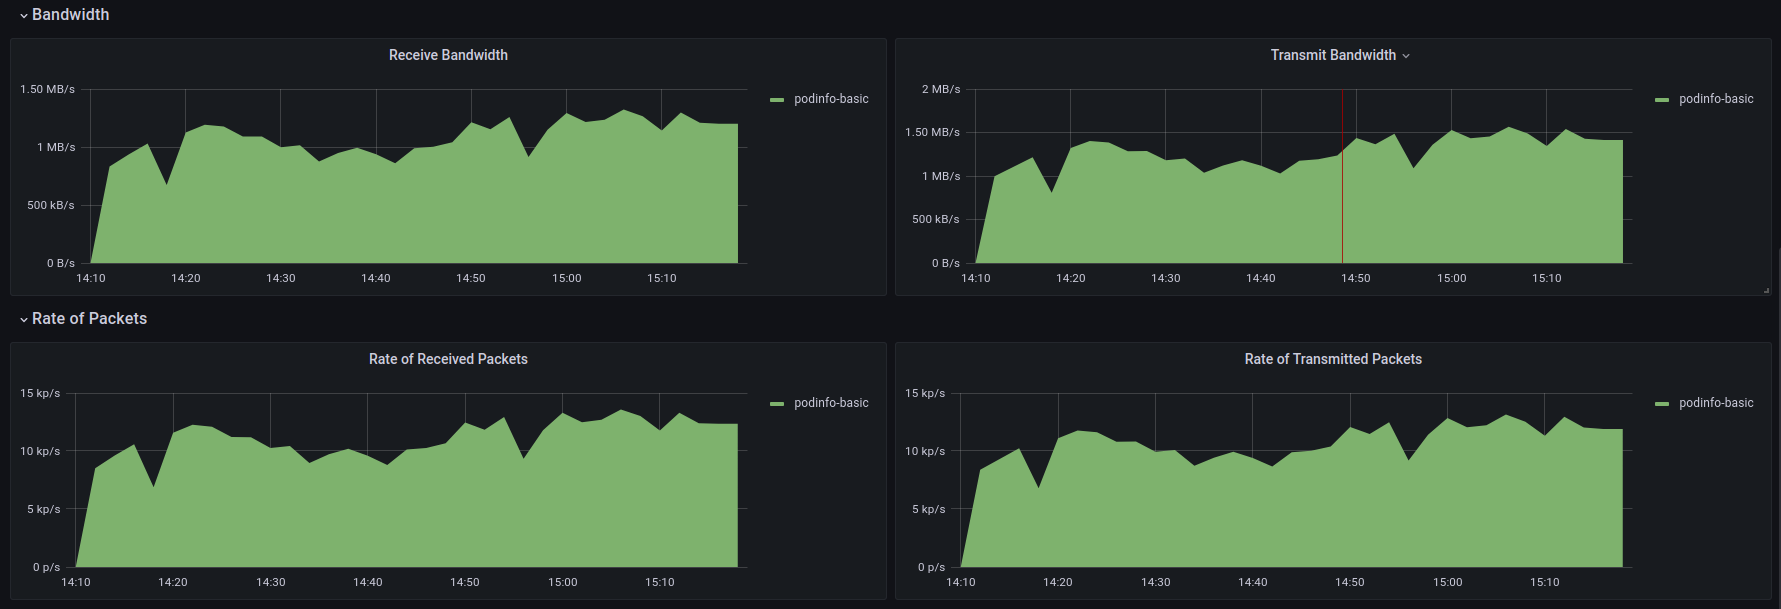 Bandwidth
Receive Bandwidth
1.50 MB/s
1 MB/s
500 kB/s
0 B/s
14:10 14:20 14:30 14:40 14:50 15:00 15:10
podinfo-basic
Transmit Bandwidth
2 MB/s
1.50 MB/s
1 MB/s
500 kB/s
0 B/s
14:10 14:20 14:30 14:40 14:50 15:00 15:10
podinfo-basic
Rate of Packets
Rate of Received Packets
15 kp/s
10 kp/s
5 kp/s
0 p/s
14:10 14:20 14:30 14:40 14:50 15:00 15:10
podinfo-basic
Rate of Transmitted Packets
15 kp/s
10 kp/s
5 kp/s
0 p/s
14:10 14:20 14:30 14:40 14:50 15:00 15:10
podinfo-basic